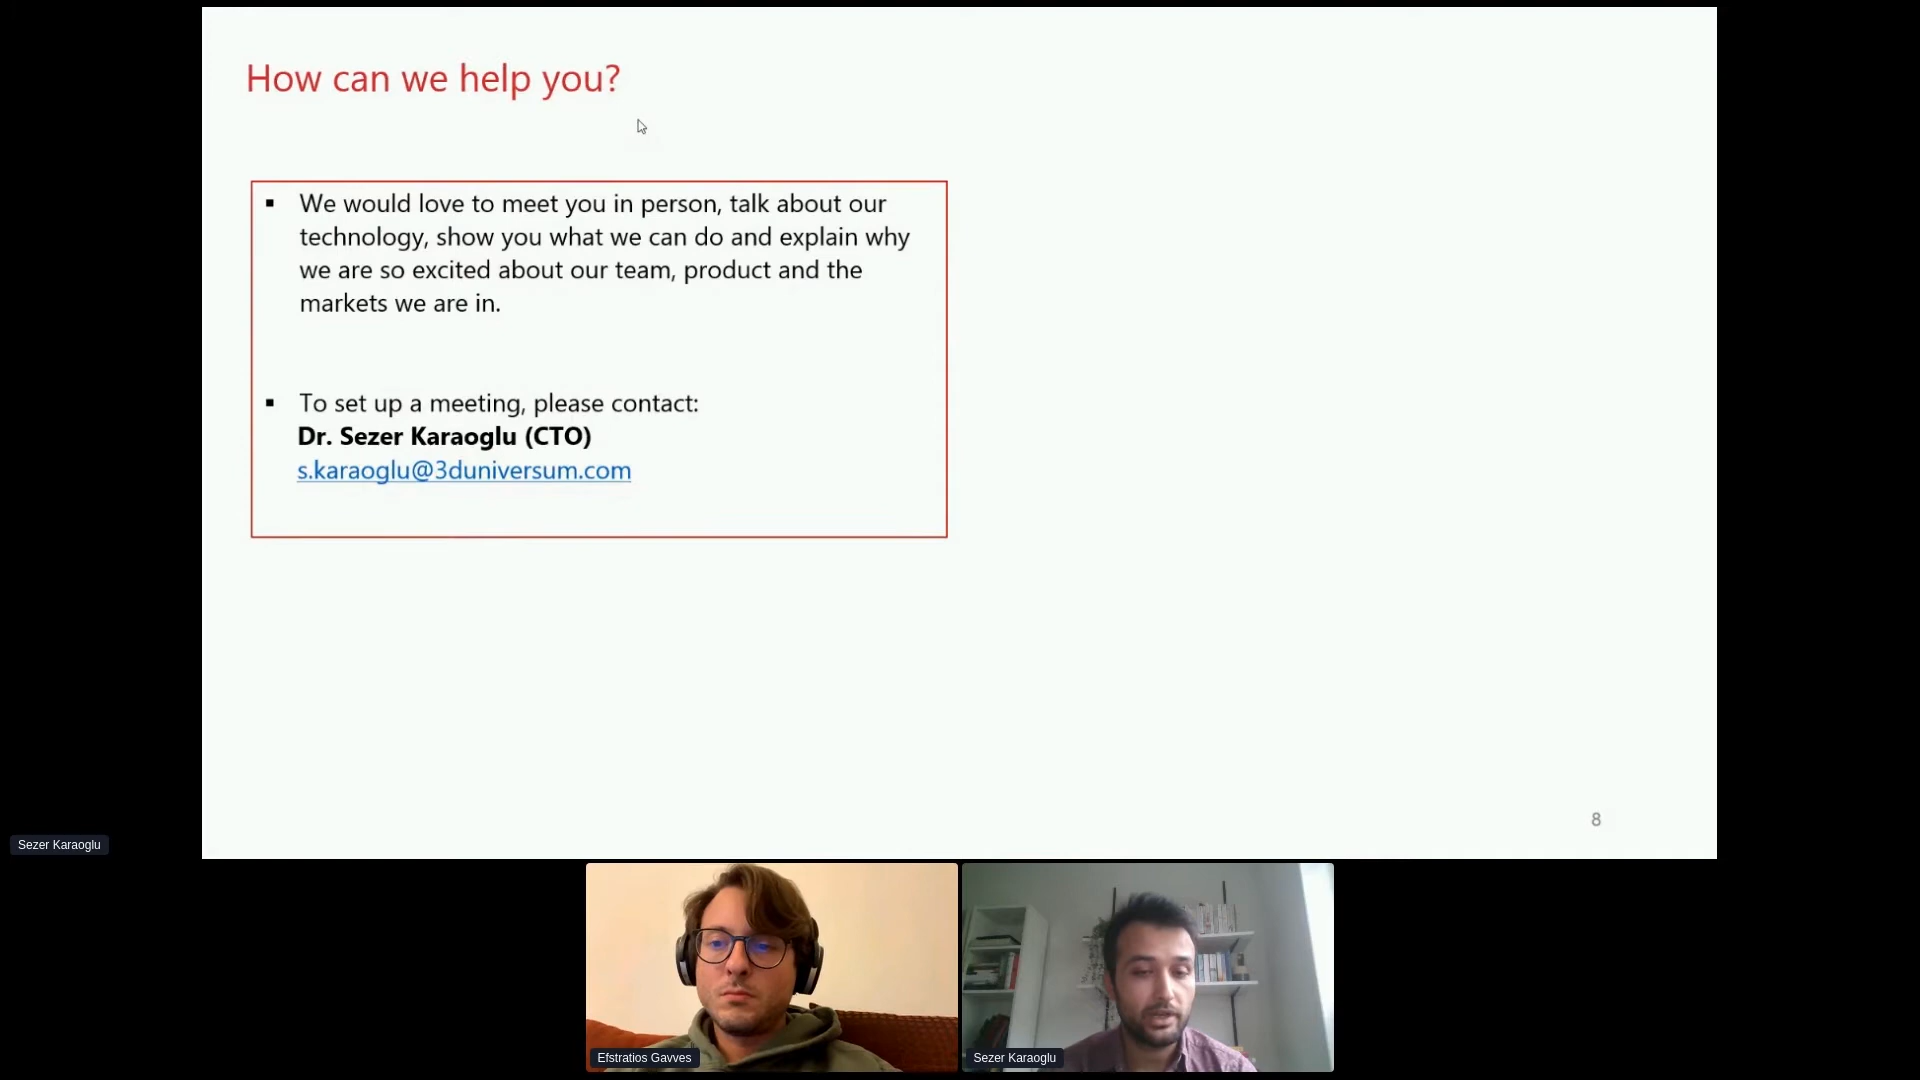 How can we help you?
▪ We would love to meet you in person, talk about our
technology, show you what we can do and explain why
we are so excited about our team, product and the
markets we are in.
▪ To set up a meeting, please contact:
Dr. Sezer Karaoglu (CTO)
s.karaoglu@3duniversum.com
8
Sezer Karaoglu
Efstratios Gavves
Sezer Karaoglu